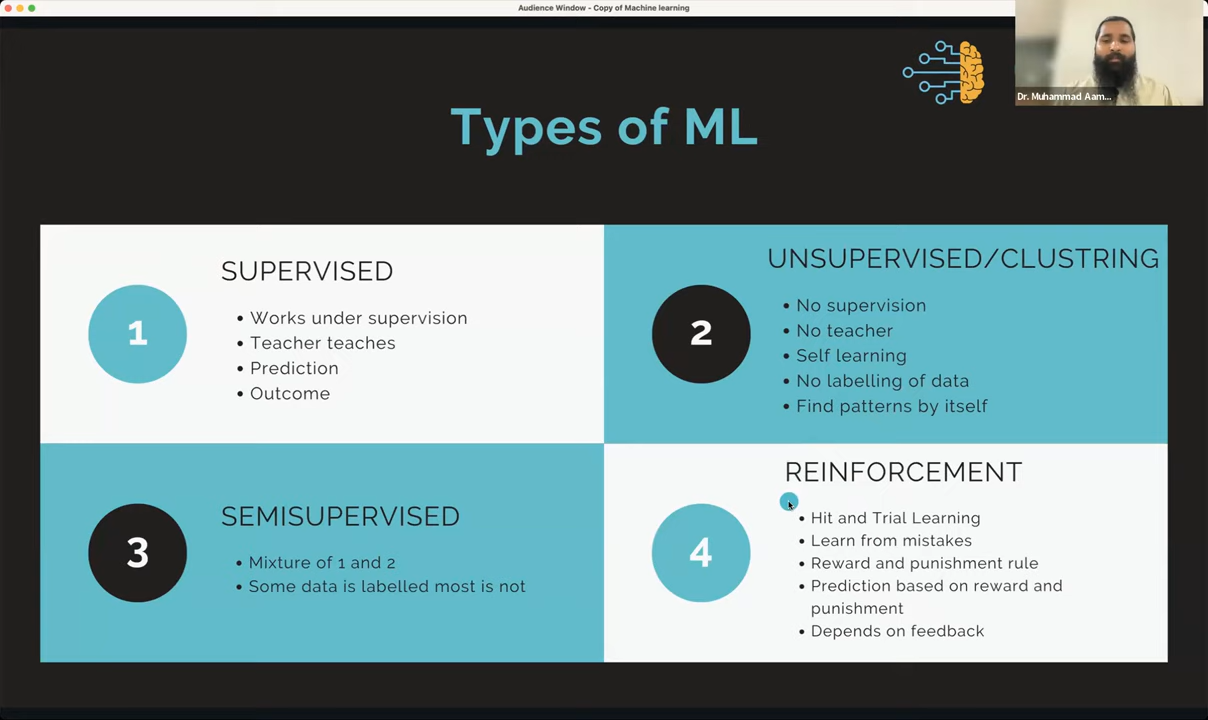 Audience Window - Copy of Machine learning
Dr. Muhammad Aam...
Types of ML
1
SUPERVISED
• Works under supervision
• Teacher teaches
• Prediction
• Outcome
2
UNSUPERVISED/CLUSTRING
• No supervision
• No teacher
• Self learning
• No labelling of data
• Find patterns by itself
3
SEMISUPERVISED
• Mixture of 1 and 2
• Some data is labelled most is not
4
REINFORCEMENT
• Hit and Trial Learning
• Learn from mistakes
• Reward and punishment rule
• Prediction based on reward and
punishment
• Depends on feedback